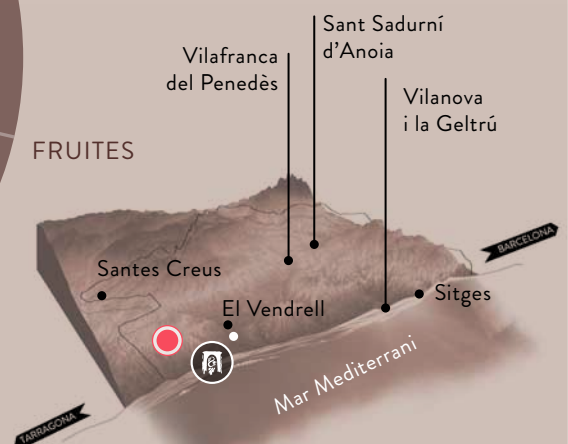 Sant Sadurní
d'Anoia
Vilafranca
del Penedès
Vilanova
i la Geltrú
FRUITES
BARCELONA
Santes Creus
Sitges
El Vendrell
Mar Mediterrani
TARRAGONA